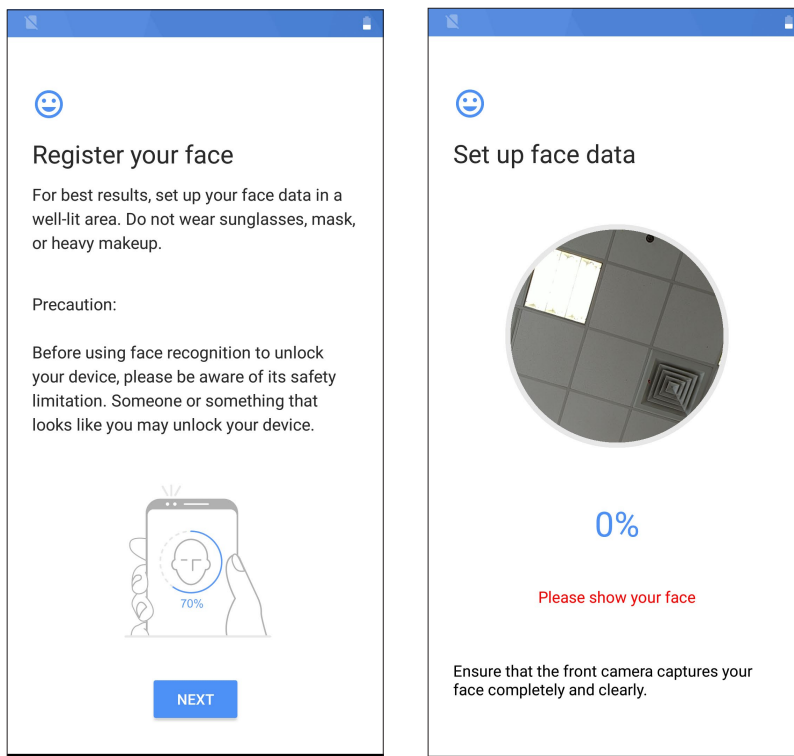 Register your face
For best results, set up your face data in a
well-lit area. Do not wear sunglasses, mask,
or heavy makeup.
Precaution:
Before using face recognition to unlock
your device, please be aware of its safety
limitation. Someone or something that
looks like you may unlock your device.
70%
NEXT
Set up face data
0%
Please show your face
Ensure that the front camera captures your
face completely and clearly.